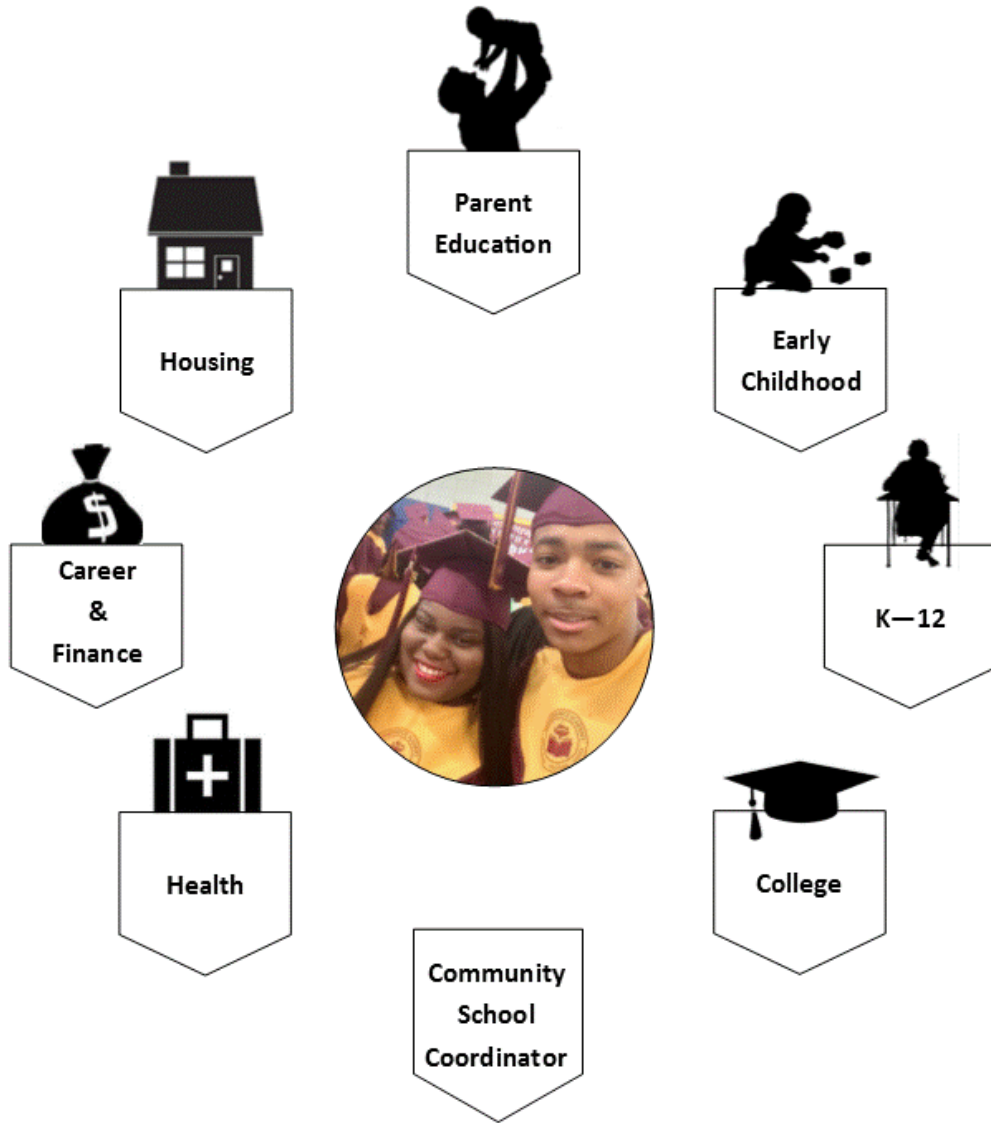 Parent
Education
Housing
Early
Childhood
$
Career
&
Finance
K—12
Health
College
Community
School
Coordinator